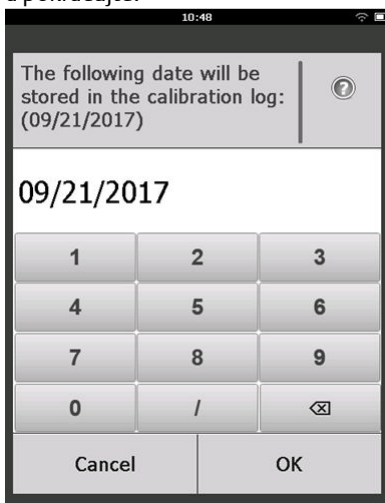 10:48
The following date will be
stored in the calibration log:
(09/21/2017)
?
09/21/2017
1 2 3
4 5 6
7 8 9
0 /
Cancel OK